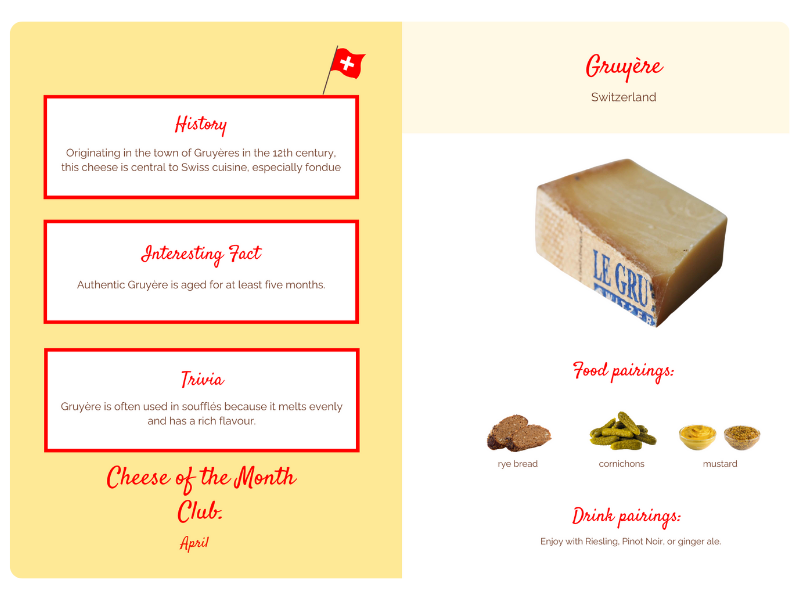 History
Originating in the town of Gruyères in the 12th century,
this cheese is central to Swiss cuisine, especially fondue
Interesting Fact
Authentic Gruyère is aged for at least five months.
Trivia
Gruyère is often used in soufflés because it melts evenly
and has a rich flavour.
Cheese of the Month
Club.
April
Gruyère
Switzerland
LE GRU
SWITZER
Food pairings:
rye bread
cornichons
mustard
Drink pairings:
Enjoy with Riesling, Pinot Noir, or ginger ale.